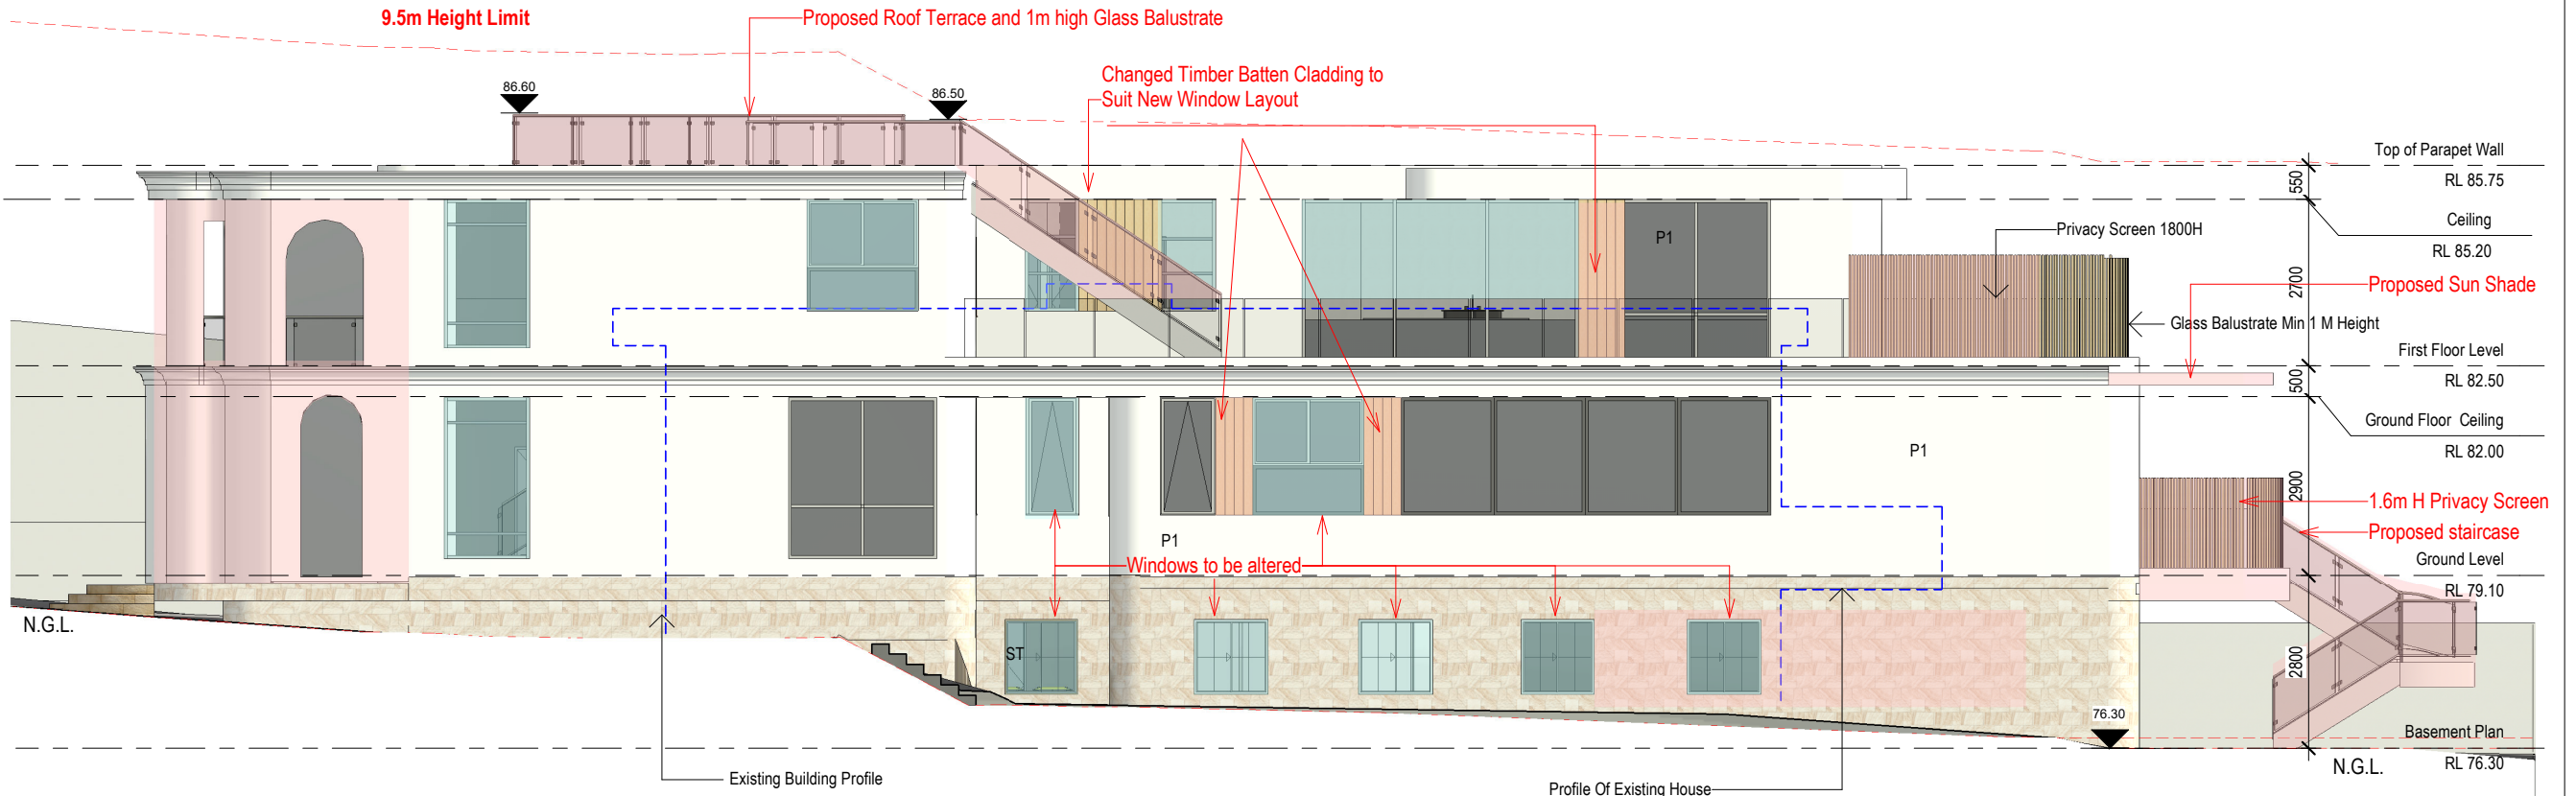 9.5m Height Limit
Proposed Roof Terrace and 1m high Glass Balustrate
86.60
86.50
Changed Timber Batten Cladding to
Suit New Window Layout
Top of Parapet Wall
RL 85.75
550
Ceiling
RL 85.20
P1
Privacy Screen 1800H
2700
Proposed Sun Shade
Glass Balustrate Min 1 M Height
First Floor Level
RL 82.50
500
Ground Floor Ceiling
RL 82.00
P1
2900
1.6m H Privacy Screen
Proposed staircase
P1
Windows to be altered
Ground Level
RL 79.10
N.G.L.
ST
2800
76.30
Basement Plan
RL 76.30
N.G.L.
Existing Building Profile
Profile Of Existing House